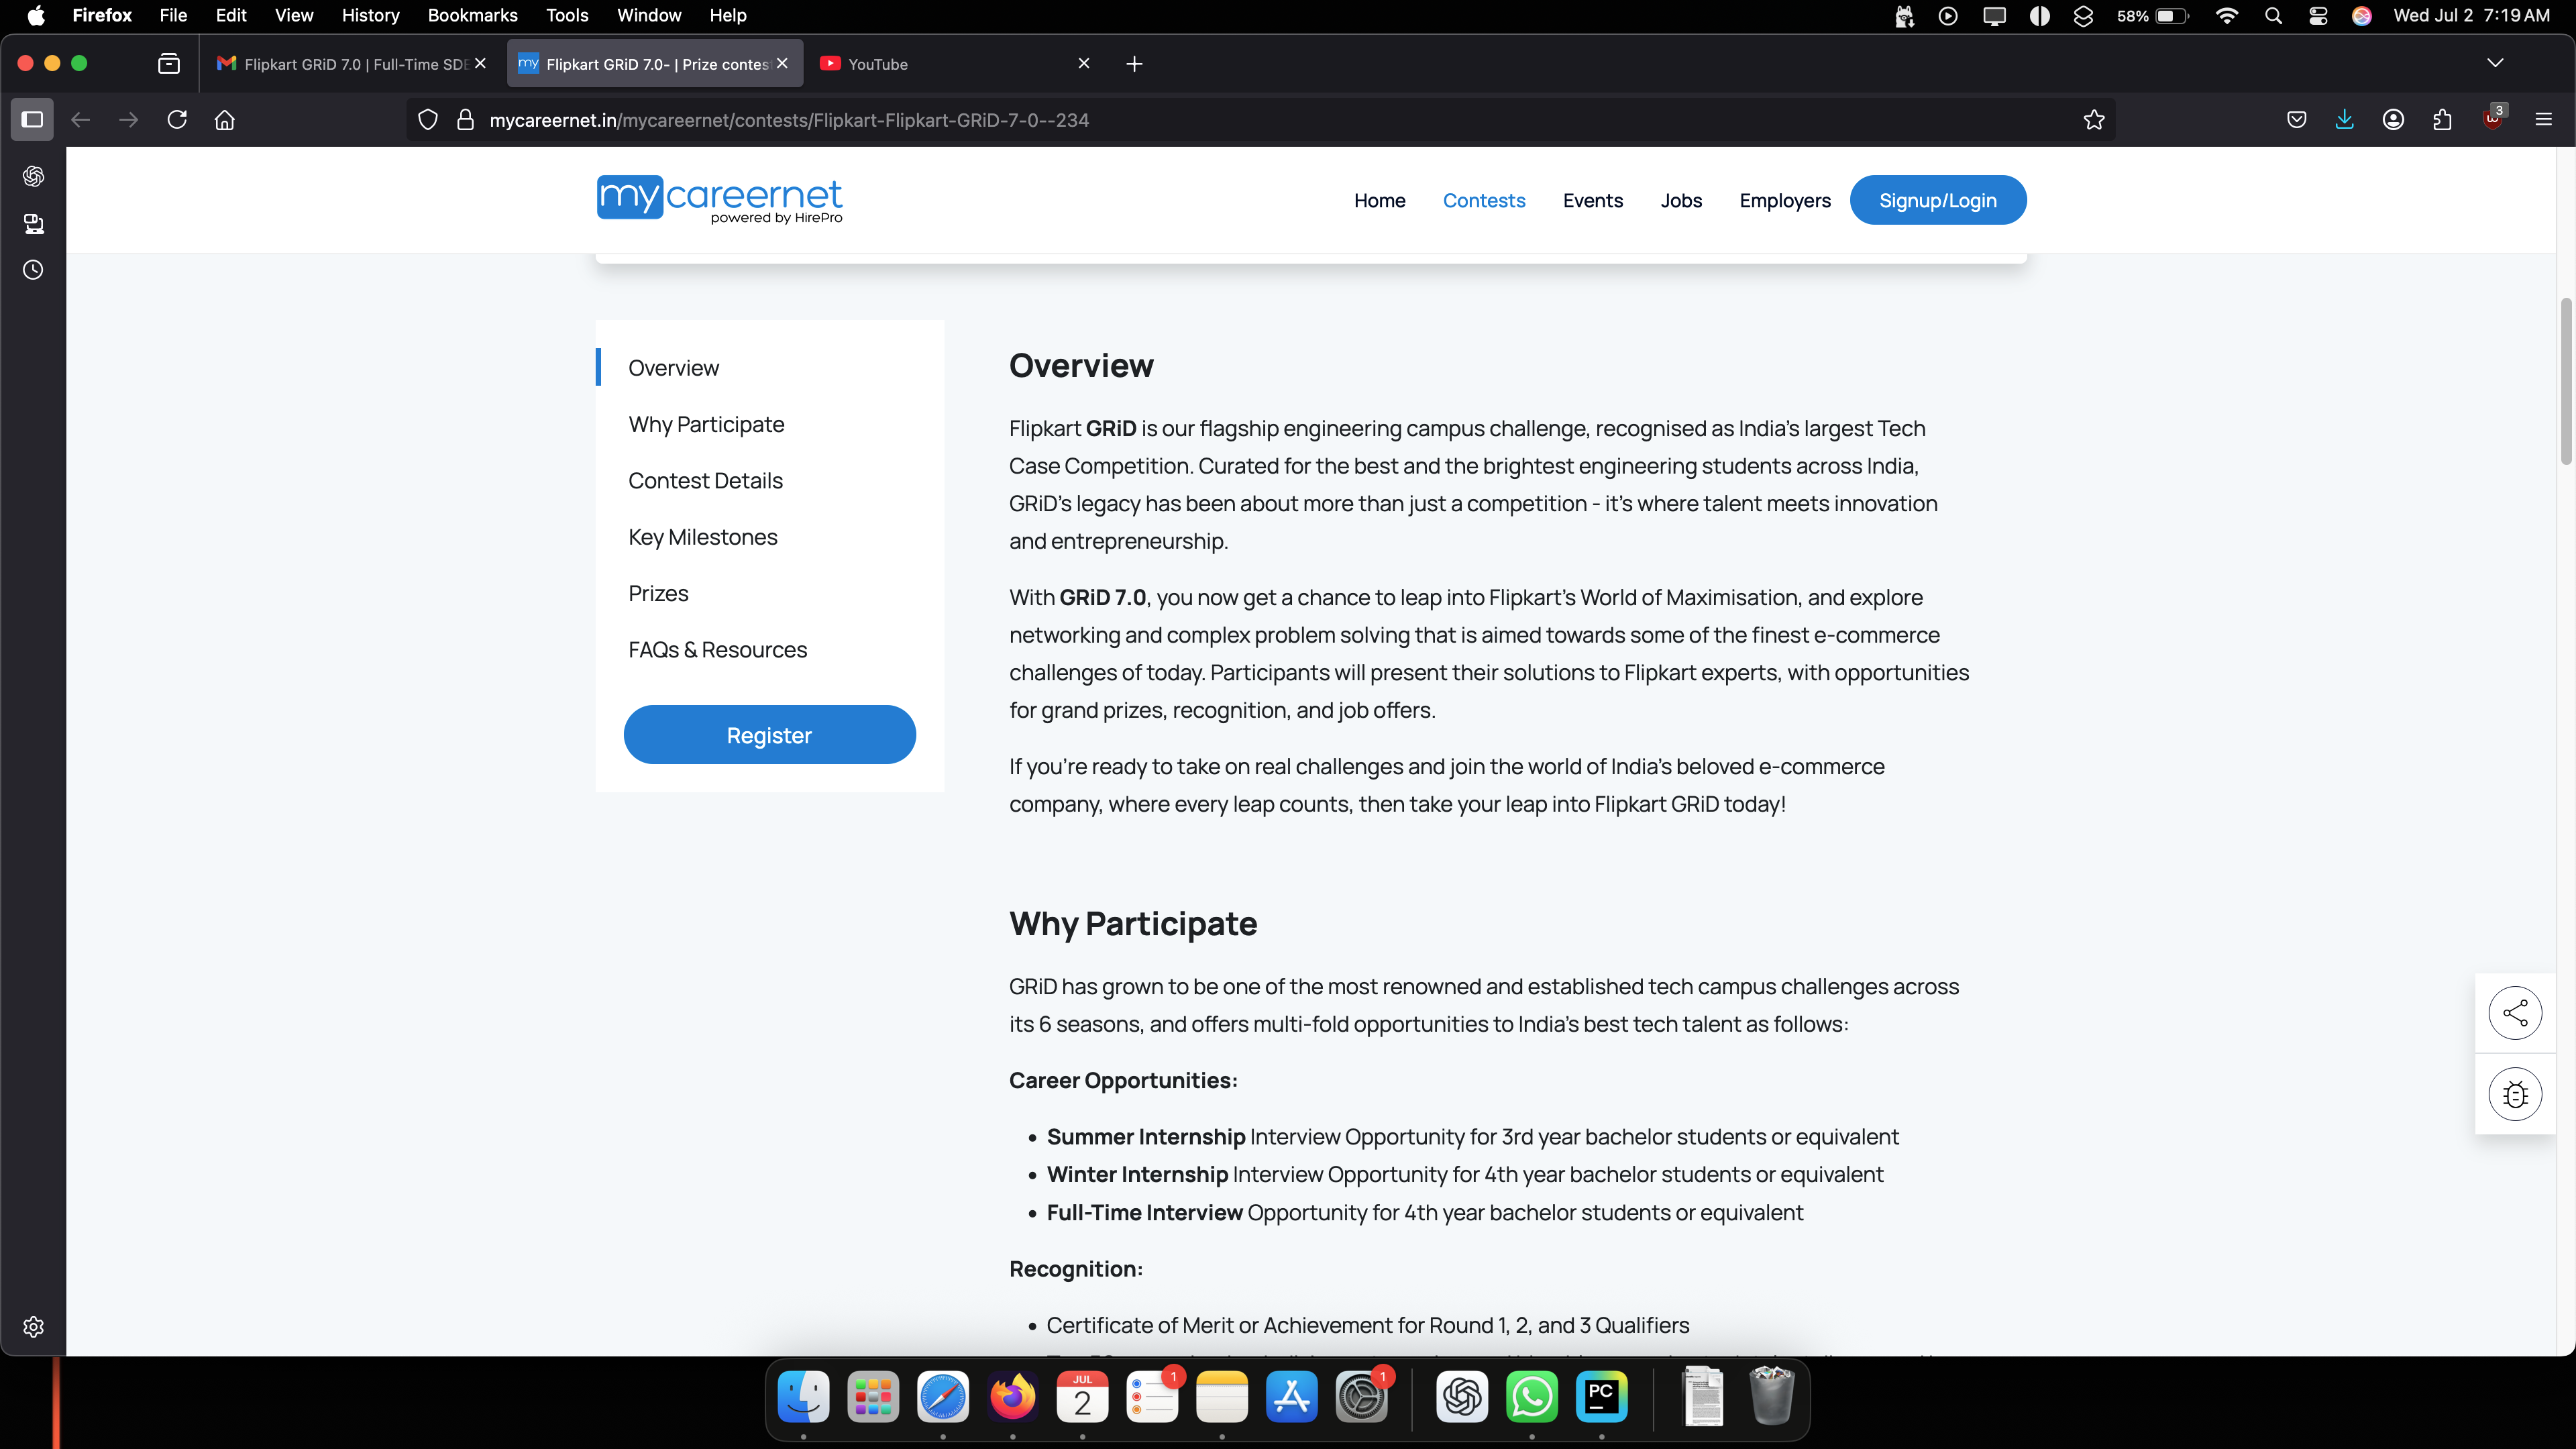 Firefox File Edit View History Bookmarks Tools Window Help 58% Wed Jul 2 7:19 AM
Flipkart GRiD 7.0 | Full-Time SDE
my Flipkart GRiD 7.0- | Prize contes
YouTube
mycareernet.in/mycareernet/contests/Flipkart-Flipkart-GRiD-7-0--234
3
mycareernet
powered by HirePro
Home Contests Events Jobs Employers Signup/Login
Overview
Why Participate
Contest Details
Key Milestones
Prizes
FAQs & Resources
Register
Overview
Flipkart GRiD is our flagship engineering campus challenge, recognised as India's largest Tech
Case Competition. Curated for the best and the brightest engineering students across India,
GRiD's legacy has been about more than just a competition - it's where talent meets innovation
and entrepreneurship.
With GRiD 7.0, you now get a chance to leap into Flipkart's World of Maximisation, and explore
networking and complex problem solving that is aimed towards some of the finest e-commerce
challenges of today. Participants will present their solutions to Flipkart experts, with opportunities
for grand prizes, recognition, and job offers.
If you're ready to take on real challenges and join the world of India's beloved e-commerce
company, where every leap counts, then take your leap into Flipkart GRiD today!
Why Participate
GRiD has grown to be one of the most renowned and established tech campus challenges across
its 6 seasons, and offers multi-fold opportunities to India's best tech talent as follows:
Career Opportunities:
• Summer Internship Interview Opportunity for 3rd year bachelor students or equivalent
• Winter Internship Interview Opportunity for 4th year bachelor students or equivalent
• Full-Time Interview Opportunity for 4th year bachelor students or equivalent
Recognition:
• Certificate of Merit or Achievement for Round 1, 2, and 3 Qualifiers
JUL
2
1
1
PC